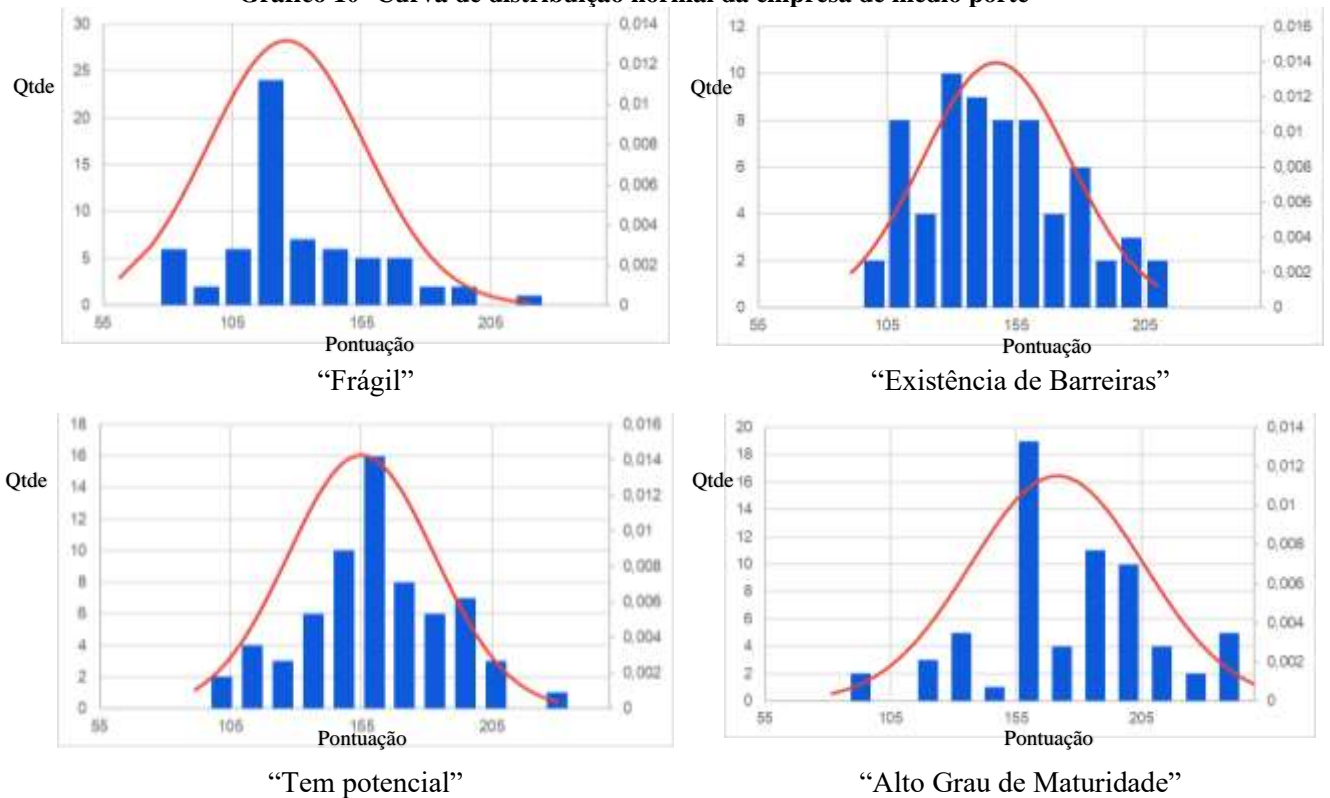 Gráfico 10- Curva de distribuição normal da empresa de médio porte
30 0,014 12 0,016
25 0,012 10 0,014
Qtde Qtde
20 0,01 8 0,012
15 0,008 6 0,01
10 0,006 4 0,008
5 0,004 2 0,006
0 0,002 0 0,004
0 0,002
0
55 105 155 205 55 105 155 205
Pontuação Pontuação
“Frágil” “Existência de Barreiras”
18 0,016 20 0,014
16 0,014 18 0,012
Qtde Qtde
14 0,012 16 0,01
12 0,01 14 0,008
10 0,008 12 0,006
8 0,006 10 0,004
6 0,004 8 0,002
4 0,002 6 0
2 0 4
0 2
0
55 105 155 205 55 105 155 205
Pontuação Pontuação
“Tem potencial” “Alto Grau de Maturidade”